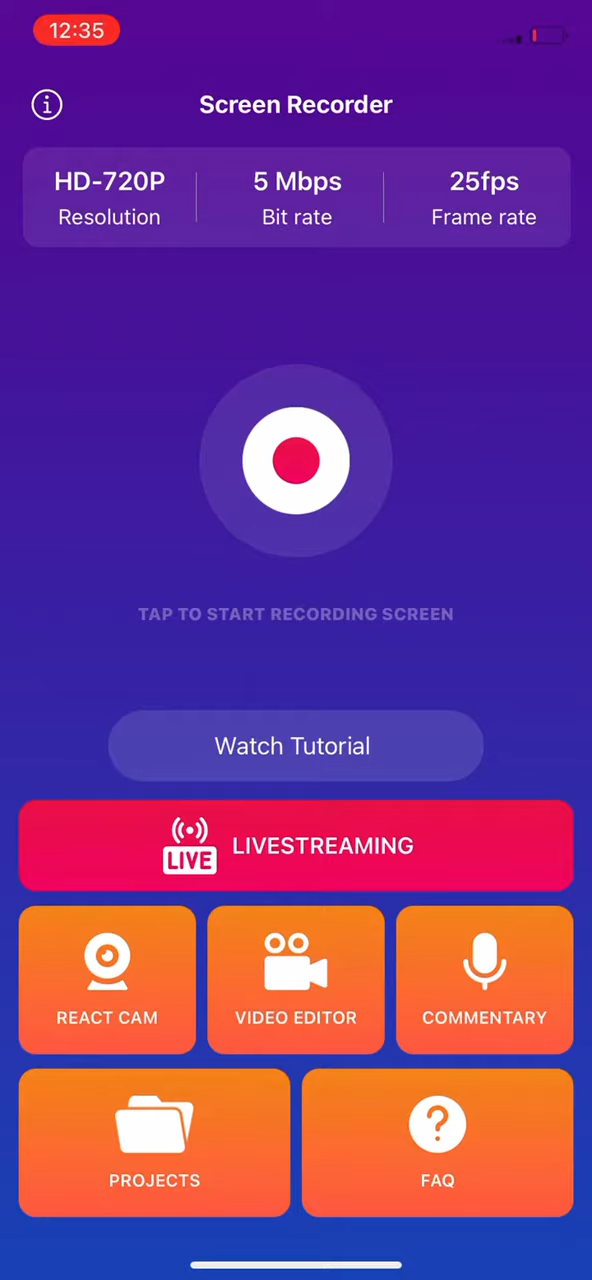 12:35
Screen Recorder
HD-720P
Resolution
5 Mbps
Bit rate
25fps
Frame rate
TAP TO START RECORDING SCREEN
Watch Tutorial
LIVE
LIVESTREAMING
REACT CAM
VIDEO EDITOR
COMMENTARY
PROJECTS
FAQ